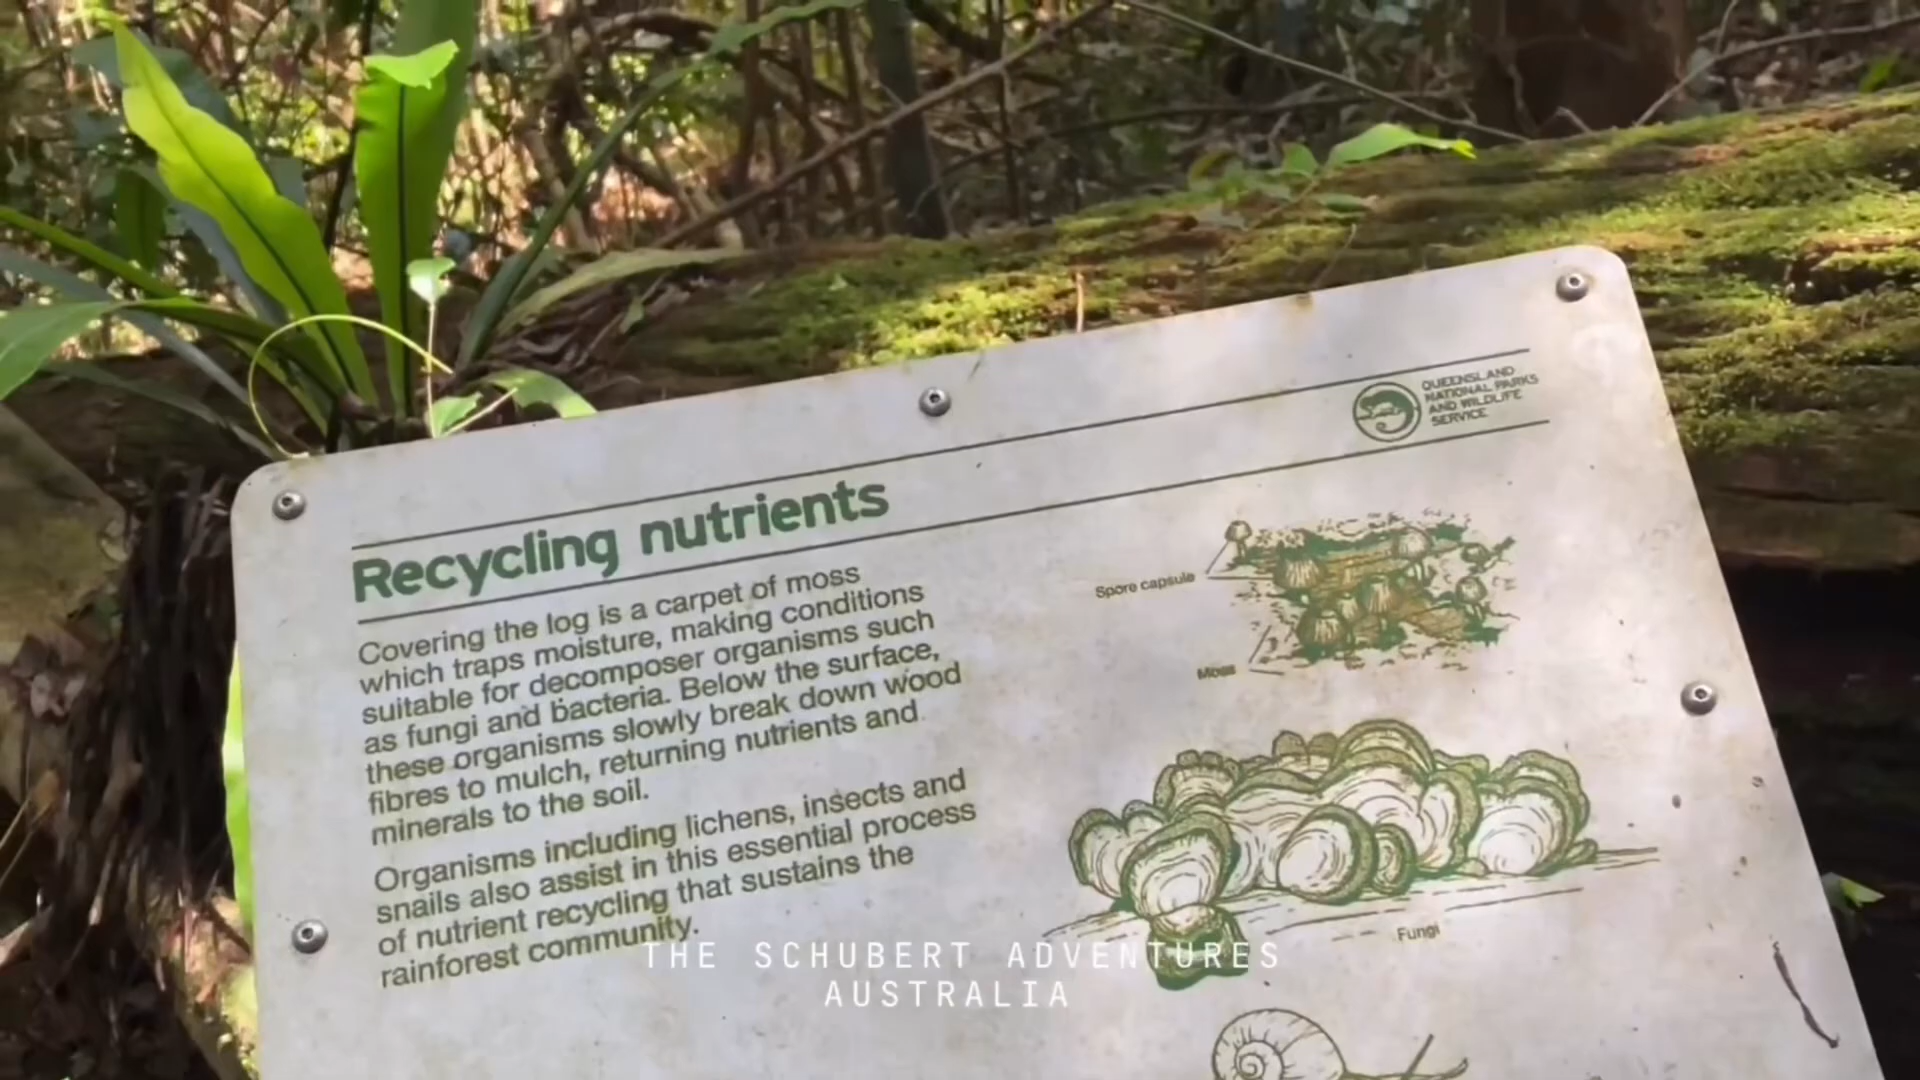 QUEENSLAND
NATIONAL PARKS
AND WILDLIFE
SERVICE
Recycling nutrients
Covering the log is a carpet of moss
which traps moisture, making conditions
suitable for decomposer organisms such
as fungi and bacteria. Below the surface,
these organisms slowly break down wood
fibres to mulch, returning nutrients and
minerals to the soil.
Organisms including lichens, insects and
snails also assist in this essential process
of nutrient recycling that sustains the
rainforest community.
Spore capsule
Moss
Fungi
THE SCHUBERT ADVENTURES
AUSTRALIA